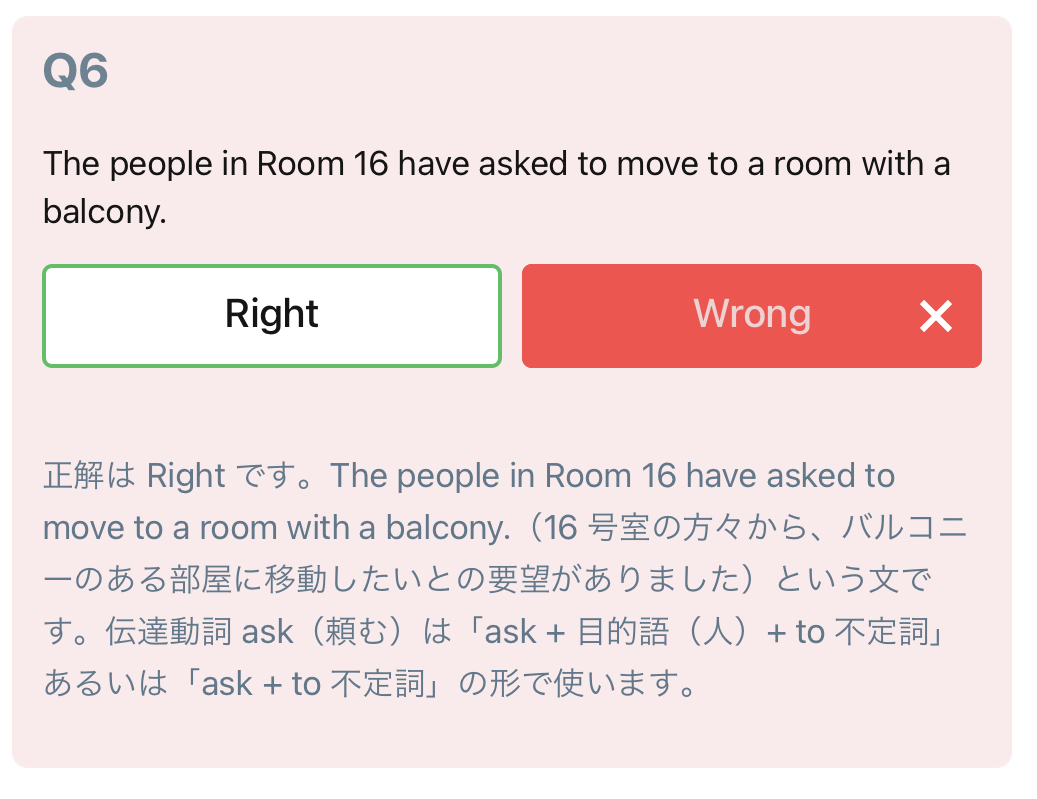 Q6
The people in Room 16 have asked to move to a room with a
balcony.
Right
Wrong ×
正解は Right です。The people in Room 16 have asked to
move to a room with a balcony.（16 号室の方々から、バルコニ
ーのある部屋に移動したいとの要望がありました）という文で
す。伝達動詞 ask（頼む）は「ask + 目的語（人）+ to 不定詞」
あるいは「ask + to 不定詞」の形で使います。